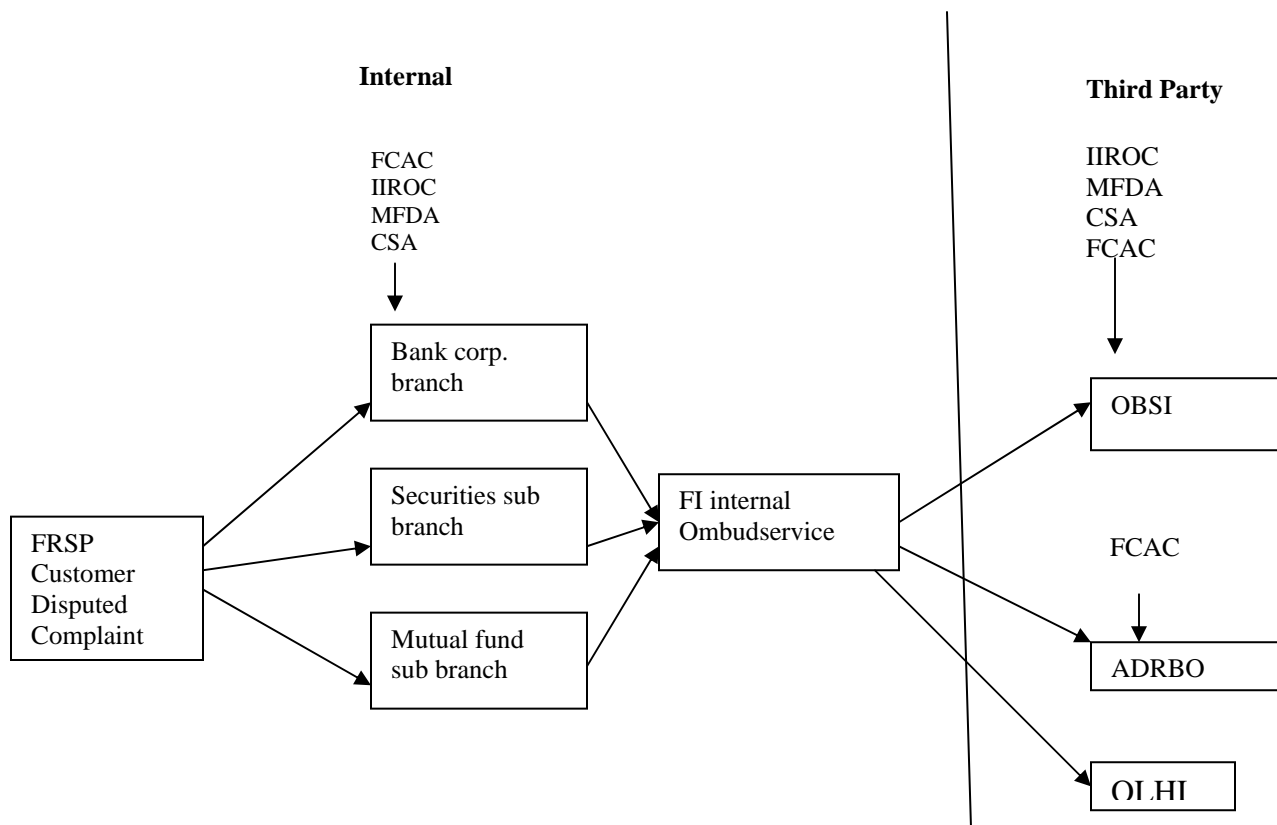 Internal
FCAC
IIROC
MFDA
CSA
Bank corp.
branch
Securities sub
branch
Mutual fund
sub branch
FRSP
Customer
Disputed
Complaint
FI internal
Ombudservice
Third Party
IIROC
MFDA
CSA
FCAC
OBSI
FCAC
ADRBO
OLHI